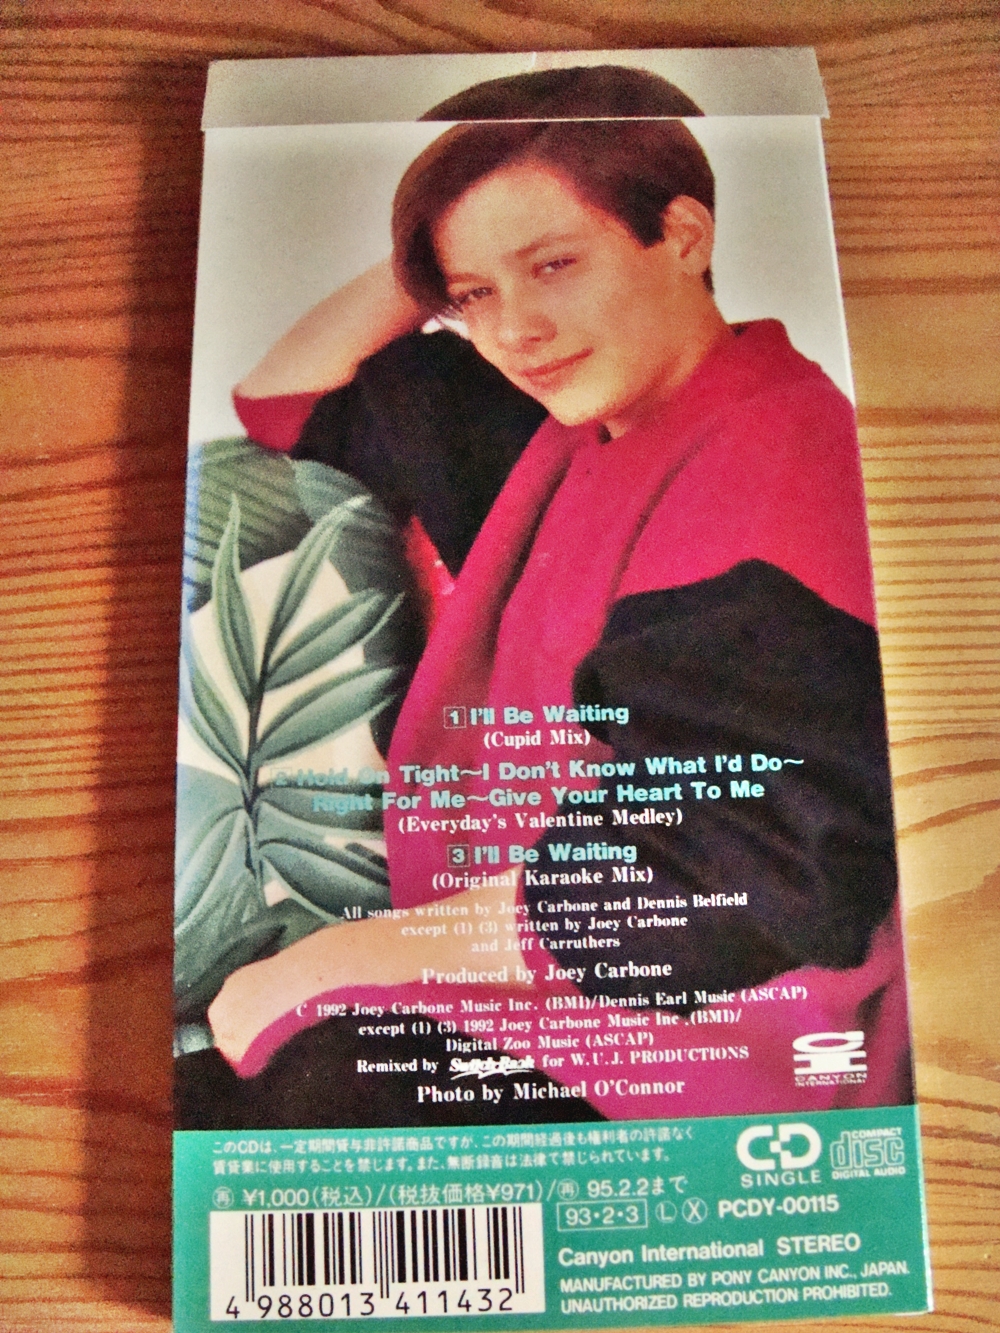 1 I'll Be Waiting
(Cupid Mix)
2 Hold On Tight〜I Don't Know What I'd Do〜
Right For Me〜Give Your Heart To Me
(Everyday's Valentine Medley)
3 I'll Be Waiting
(Original Karaoke Mix)
All songs written by Joey Carbone and Dennis Belfield
except (1) (3) written by Joey Carbone
and Jeff Carruthers
Produced by Joey Carbone
C 1992 Joey Carbone Music Inc. (BMI)/Dennis Earl Music (ASCAP)
except (1) (3) 1992 Joey Carbone Music Inc .(BMI)/
Digital Zoo Music (ASCAP)
Remixed by Switch Back for W.U.J. PRODUCTIONS
Photo by Michael O'Connor
CANYON
INTERNATIONAL
このCDは、一定期間貸与非許諾商品ですが、この期間経過後も権利者の許諾なく
賃貸業に使用することを禁じます。また、無断録音は法律で禁じられています。
CD SINGLE
COMPACT disc DIGITAL AUDIO
再 ¥1,000(税込)/(税抜価格¥971)/再 95.2.2まで
93・2・3 L X PCDY-00115
Canyon International STEREO
MANUFACTURED BY PONY CANYON INC., JAPAN.
UNAUTHORIZED REPRODUCTION PROHIBITED.
4 988013 411432